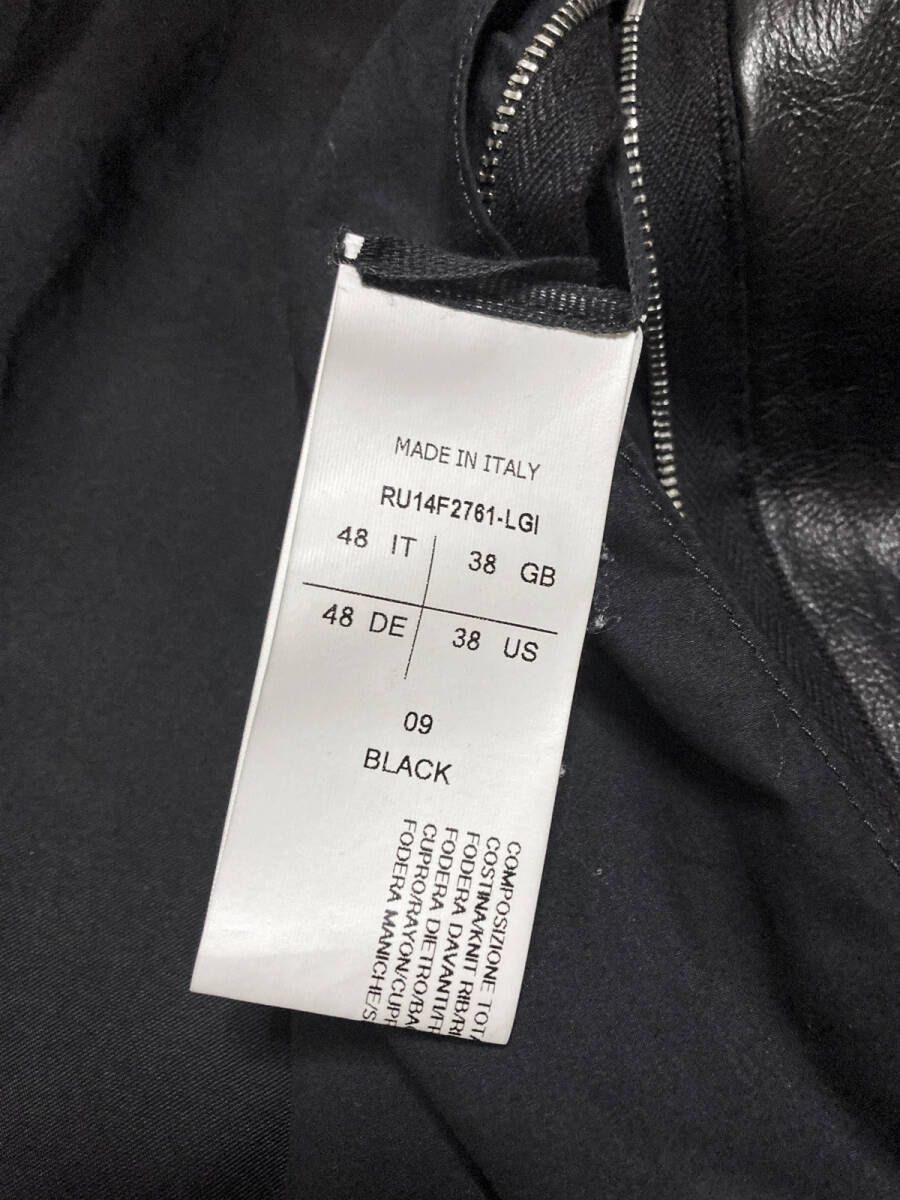 MADE IN ITALY
RU14F2761-LGI
48 IT 38 GB
48 DE 38 US
09
BLACK
COMPOSIZIONE
COSTINA/KNIT
FODERA DAVANTI/
FODERA DIETRO/
CUPRO/RAYON/
FODERA MANICHE/